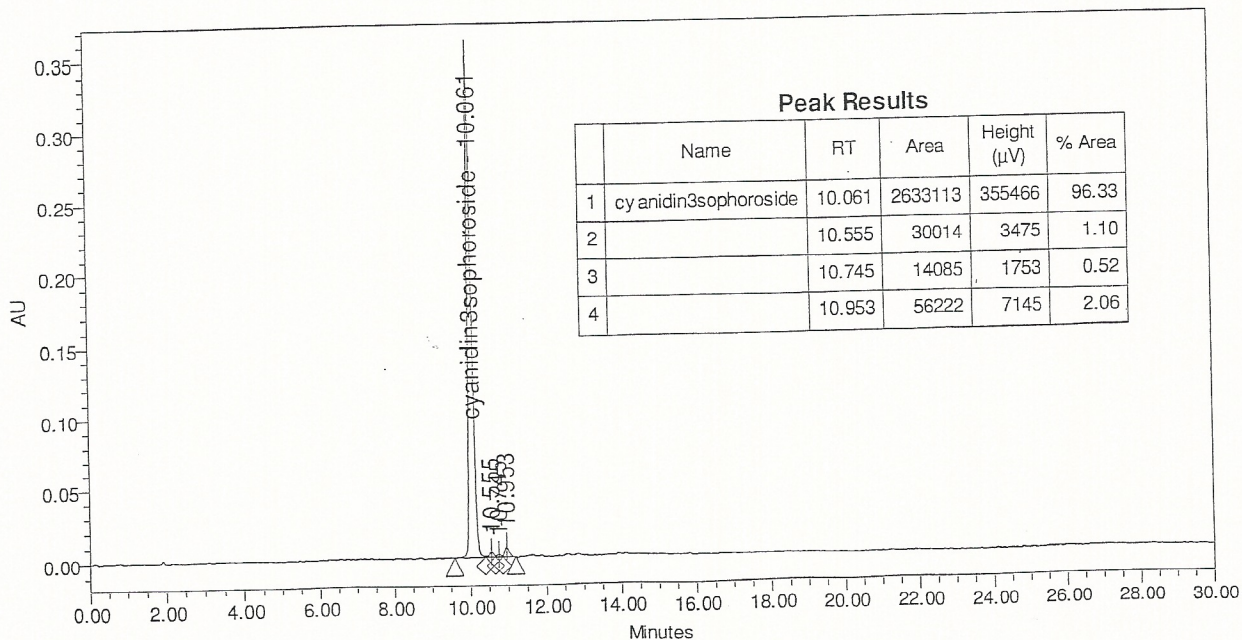 0.35
0.30
0.25
0.20
0.15
0.10
0.05
0.00
AU
cyanidin3sophoroside - 10.061
10.555
10.745
10.953
Peak Results
Name RT Area Height (µV) % Area
1 cyanidin3sophoroside 10.061 2633113 355466 96.33
2 10.555 30014 3475 1.10
3 10.745 14085 1753 0.52
4 10.953 56222 7145 2.06
0.00 2.00 4.00 6.00 8.00 10.00 12.00 14.00 16.00 18.00 20.00 22.00 24.00 26.00 28.00 30.00
Minutes